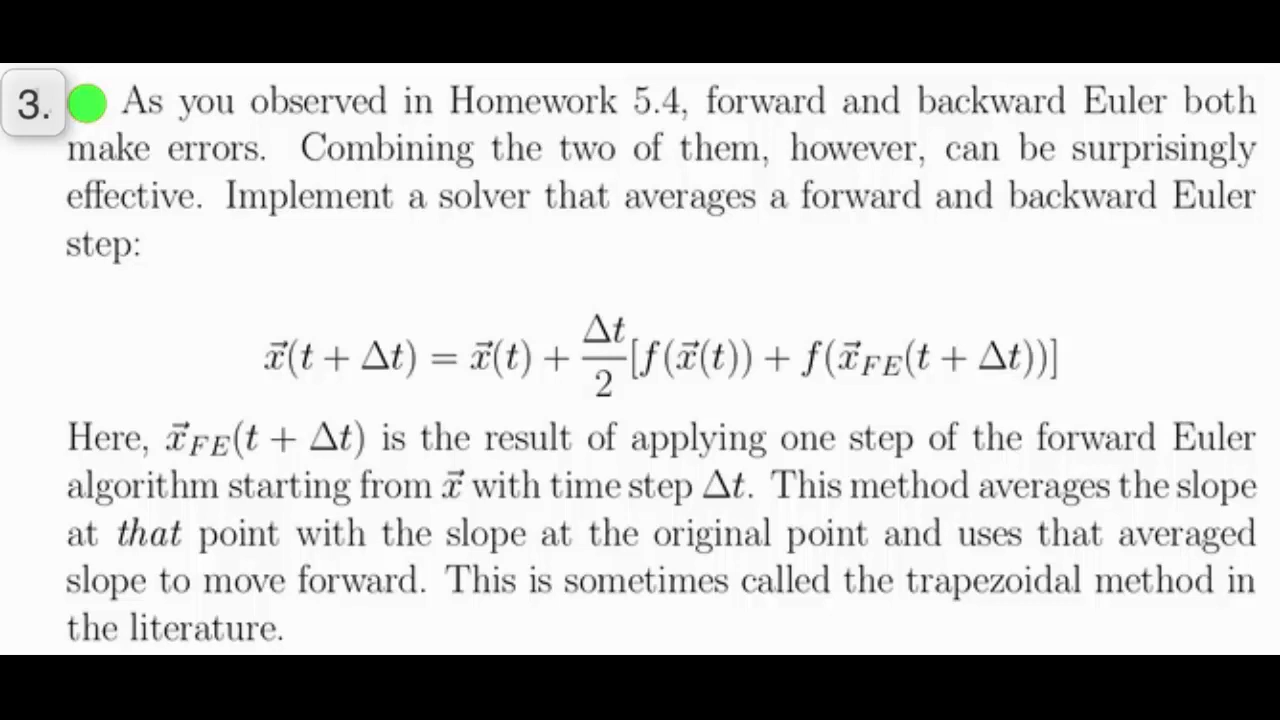 3. As you observed in Homework 5.4, forward and backward Euler both
make errors. Combining the two of them, however, can be surprisingly
effective. Implement a solver that averages a forward and backward Euler
step:
x⃗(t + Δt) = x⃗(t) + Δt/2 [f(x⃗(t)) + f(x⃗_FE(t + Δt))]
Here, x⃗_FE(t + Δt) is the result of applying one step of the forward Euler
algorithm starting from x⃗ with time step Δt. This method averages the slope
at that point with the slope at the original point and uses that averaged
slope to move forward. This is sometimes called the trapezoidal method in
the literature.